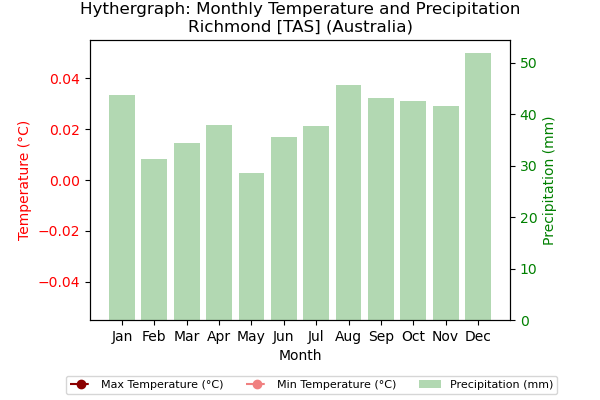 Hythergraph: Monthly Temperature and Precipitation
Richmond [TAS] (Australia)
0.04
0.02
0.00
−0.02
−0.04
Temperature (°C)
50
40
30
20
10
0
Precipitation (mm)
Jan Feb Mar Apr May Jun Jul Aug Sep Oct Nov Dec
Month
Max Temperature (°C) Min Temperature (°C) Precipitation (mm)